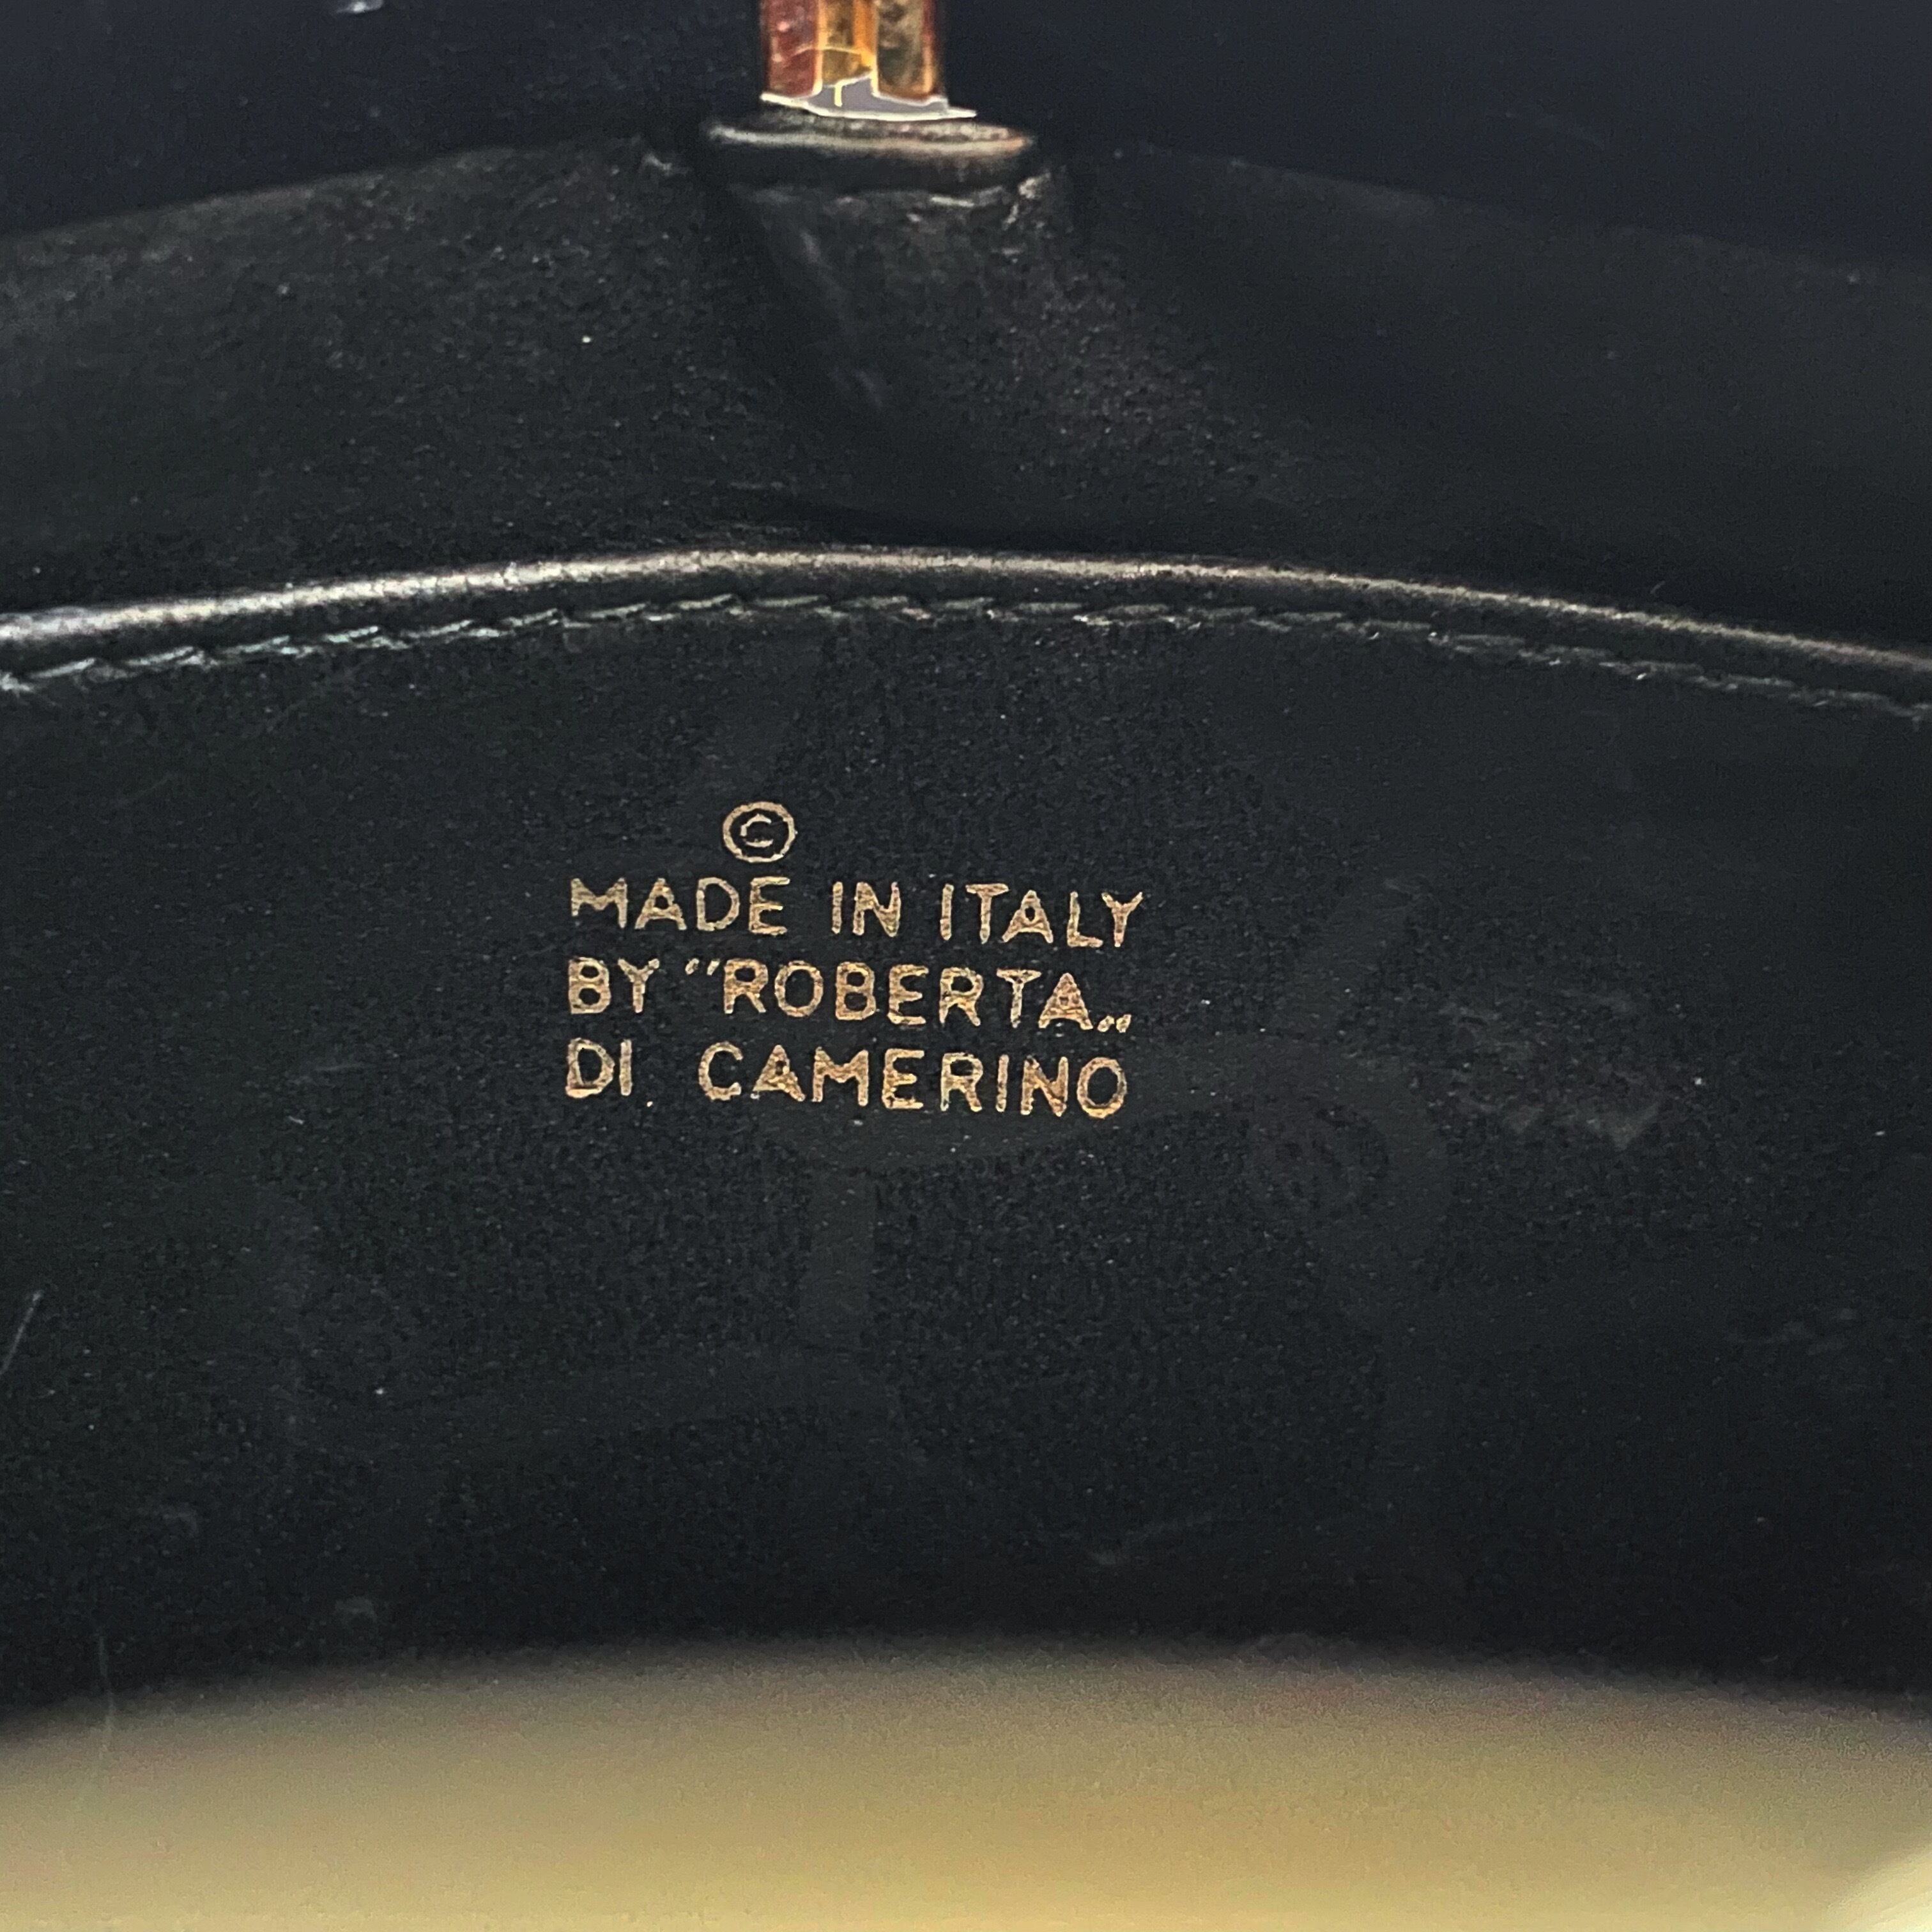 ©
MADE IN ITALY
BY "ROBERTA„
DI CAMERINO